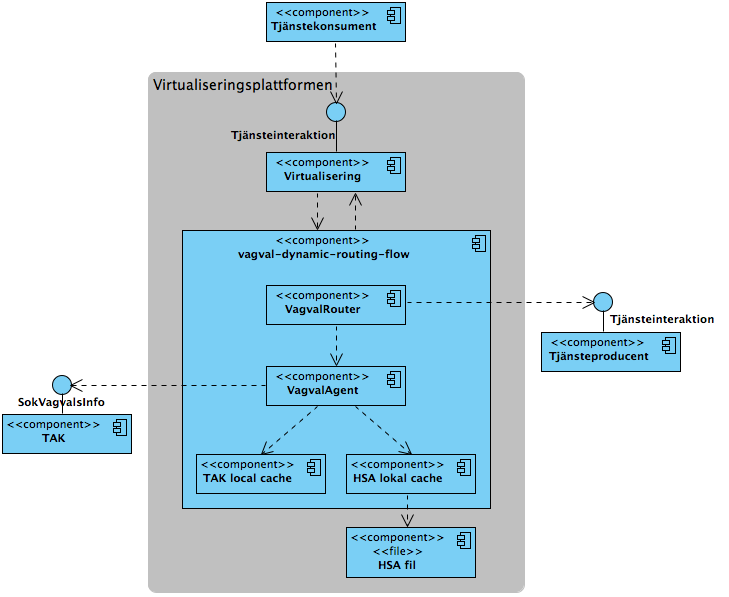 <<component>>
Tjänstekonsument
Virtualiseringsplattformen
Tjänsteinteraktion
<<component>>
Virtualisering
<<component>>
vagval-dynamic-routing-flow
<<component>>
VagvalRouter
Tjänsteinteraktion
<<component>>
Tjänsteproducent
<<component>>
VagvalAgent
SokVagvalsInfo
<<component>>
TAK
<<component>>
TAK local cache
<<component>>
HSA lokal cache
<<component>>
<<file>>
HSA fil